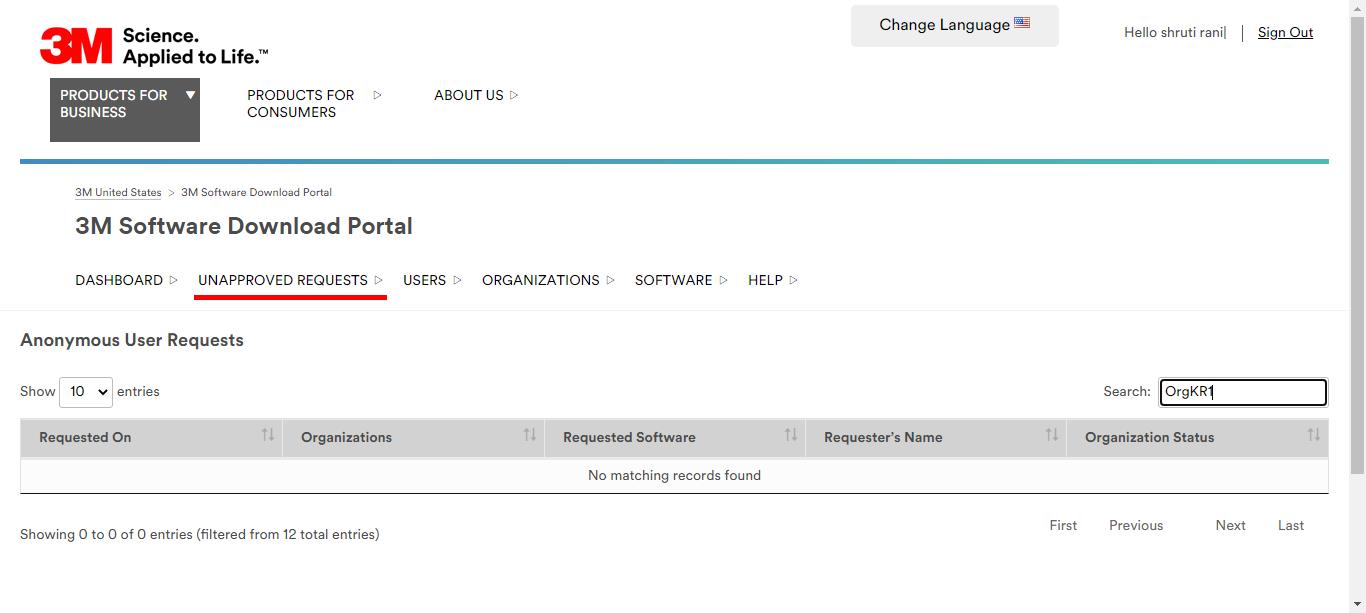 3M Science.
Applied to Life.™
Change Language
Hello shruti rani| | Sign Out
PRODUCTS FOR BUSINESS
PRODUCTS FOR CONSUMERS
ABOUT US
3M United States > 3M Software Download Portal
3M Software Download Portal
DASHBOARD UNAPPROVED REQUESTS USERS ORGANIZATIONS SOFTWARE HELP
Anonymous User Requests
Show 10 entries
Search: OrgKR1
Requested On Organizations Requested Software Requester's Name Organization Status
No matching records found
Showing 0 to 0 of 0 entries (filtered from 12 total entries)
First Previous Next Last